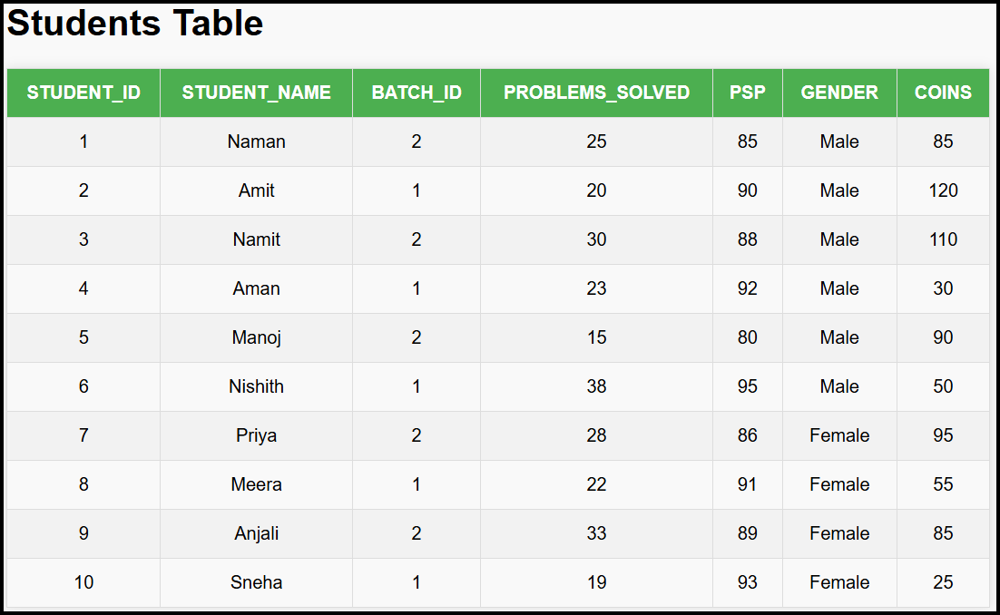 Students Table
STUDENT_ID STUDENT_NAME BATCH_ID PROBLEMS_SOLVED PSP GENDER COINS
1 Naman 2 25 85 Male 85
2 Amit 1 20 90 Male 120
3 Namit 2 30 88 Male 110
4 Aman 1 23 92 Male 30
5 Manoj 2 15 80 Male 90
6 Nishith 1 38 95 Male 50
7 Priya 2 28 86 Female 95
8 Meera 1 22 91 Female 55
9 Anjali 2 33 89 Female 85
10 Sneha 1 19 93 Female 25